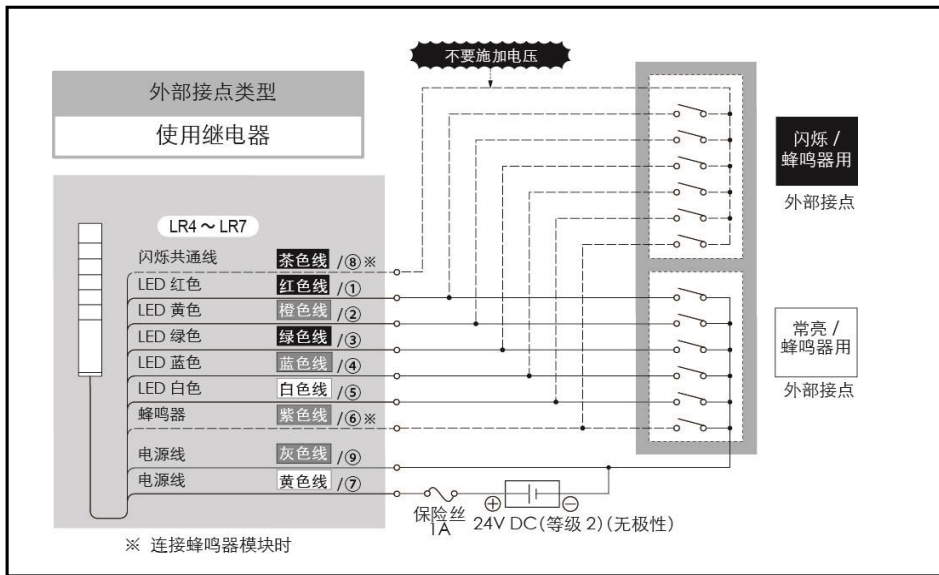 不要施加电压
外部接点类型
使用继电器
闪烁 /
蜂鸣器用
外部接点
LR4 ～ LR7
闪烁共通线 茶色线 /⑧※
LED 红色 红色线 /①
LED 黄色 橙色线 /②
LED 绿色 绿色线 /③
LED 蓝色 蓝色线 /④
LED 白色 白色线 /⑤
蜂鸣器 紫色线 /⑥※
电源线 灰色线 /⑨
电源线 黄色线 /⑦
常亮 /
蜂鸣器用
外部接点
保险丝
1A
⊕ ⊖
24V DC(等级 2)(无极性)
※ 连接蜂鸣器模块时